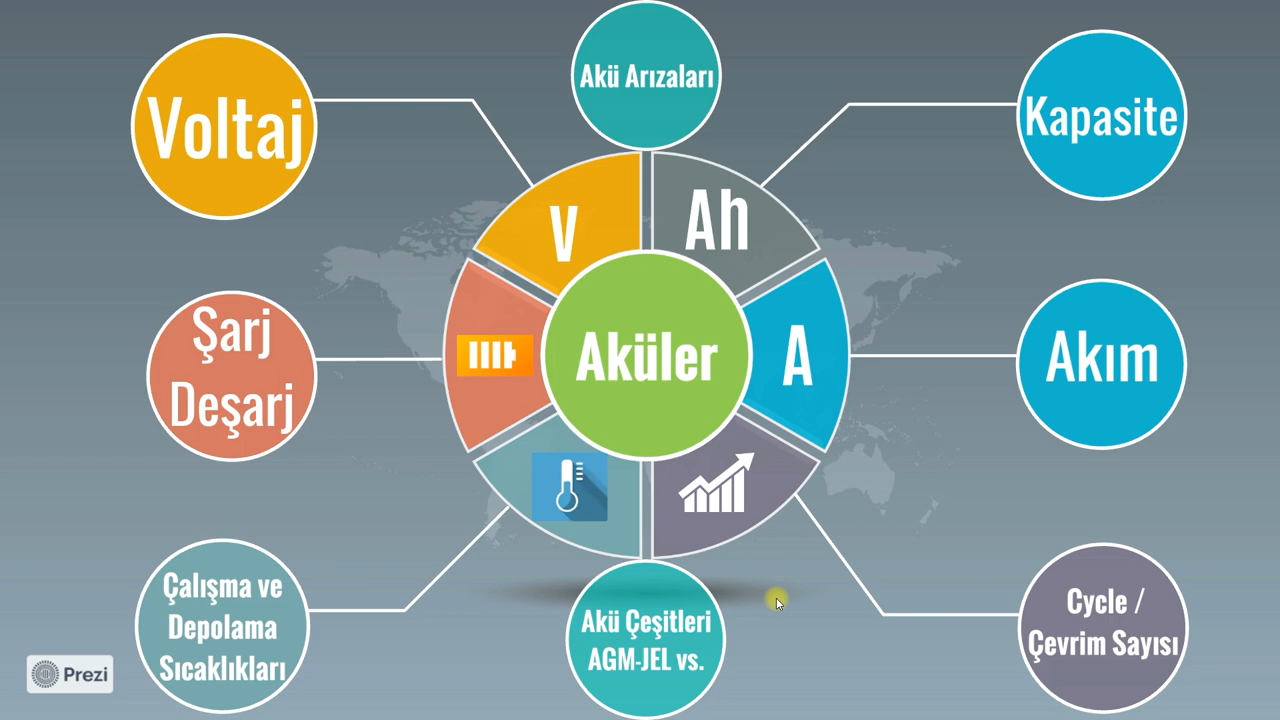 Akü Arızaları
Voltaj
Kapasite
V
Ah
Şarj
Deşarj
Aküler
A
Akım
Çalışma ve
Depolama
Sıcaklıkları
Akü Çeşitleri
AGM-JEL vs.
Cycle /
Çevrim Sayısı
Prezi